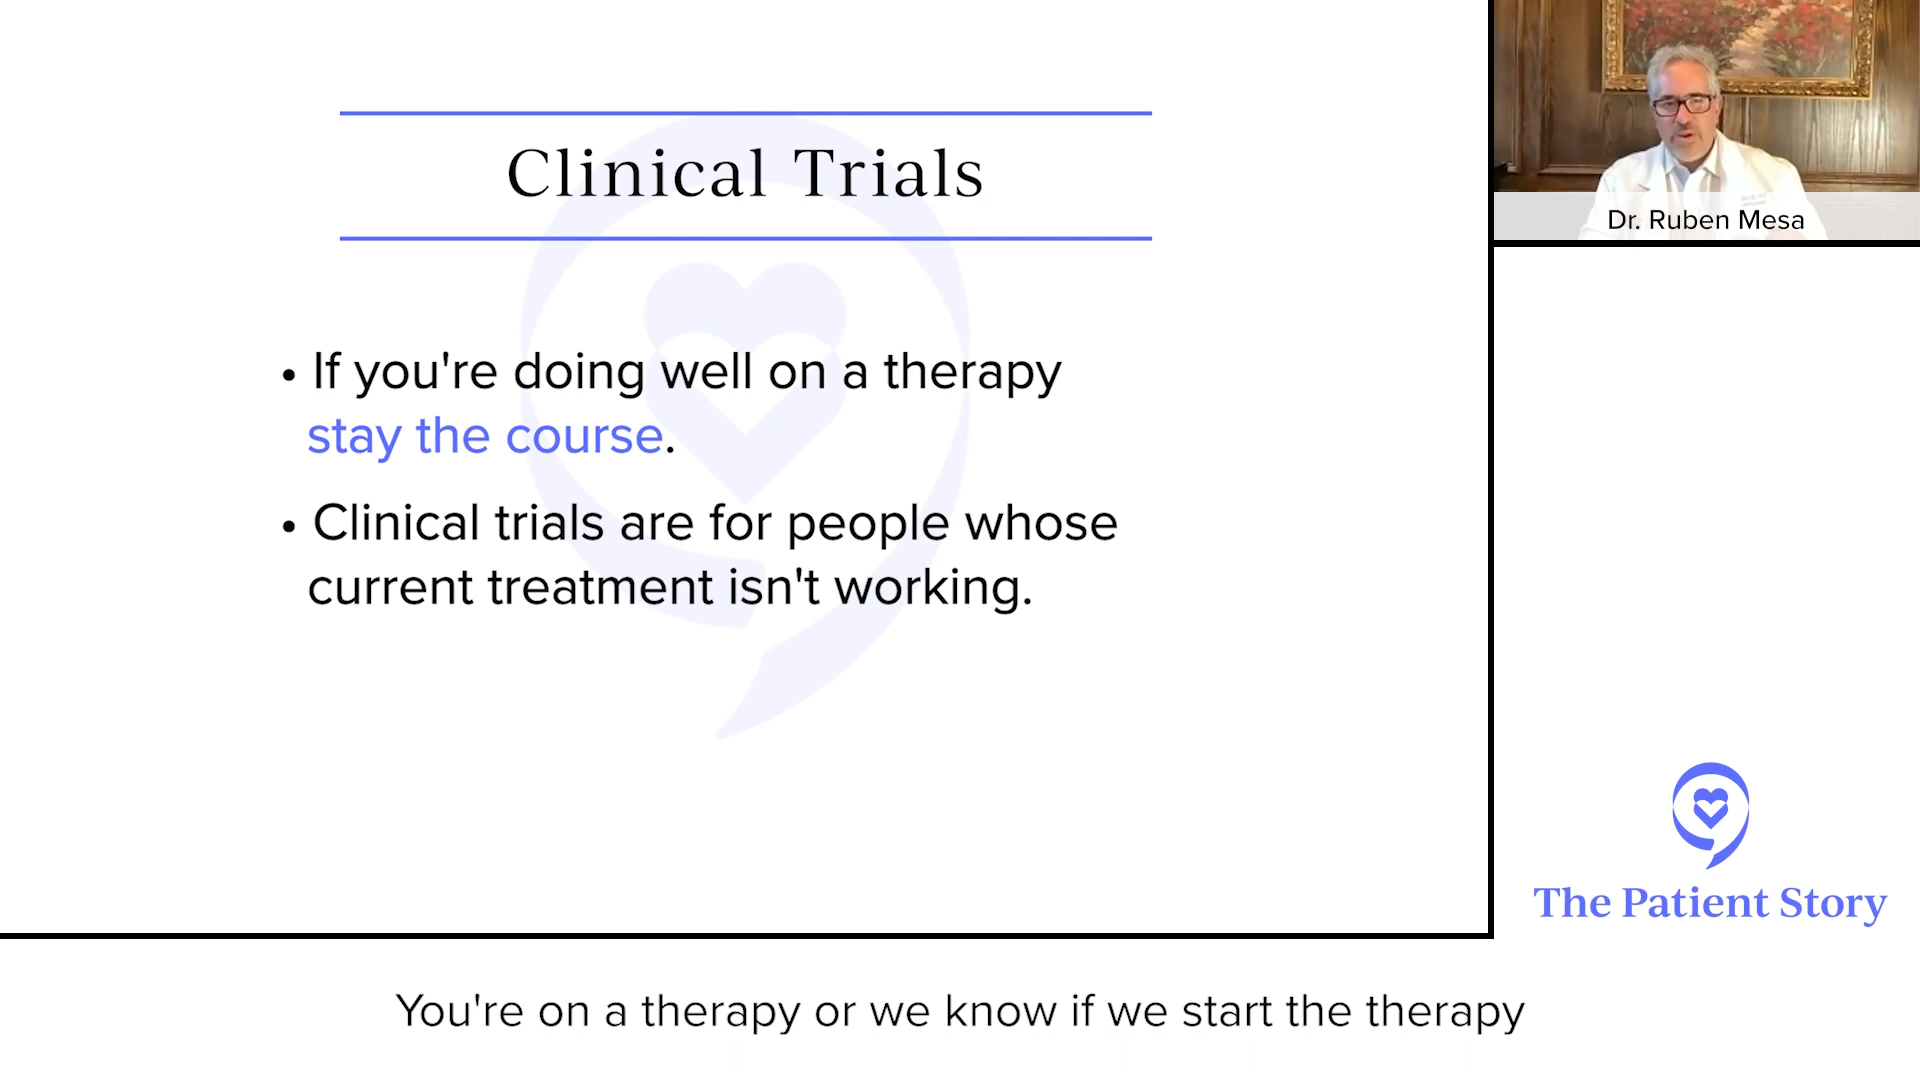 Clinical Trials
• If you're doing well on a therapy
stay the course.
• Clinical trials are for people whose
current treatment isn't working.
Dr. Ruben Mesa
The Patient Story
You're on a therapy or we know if we start the therapy